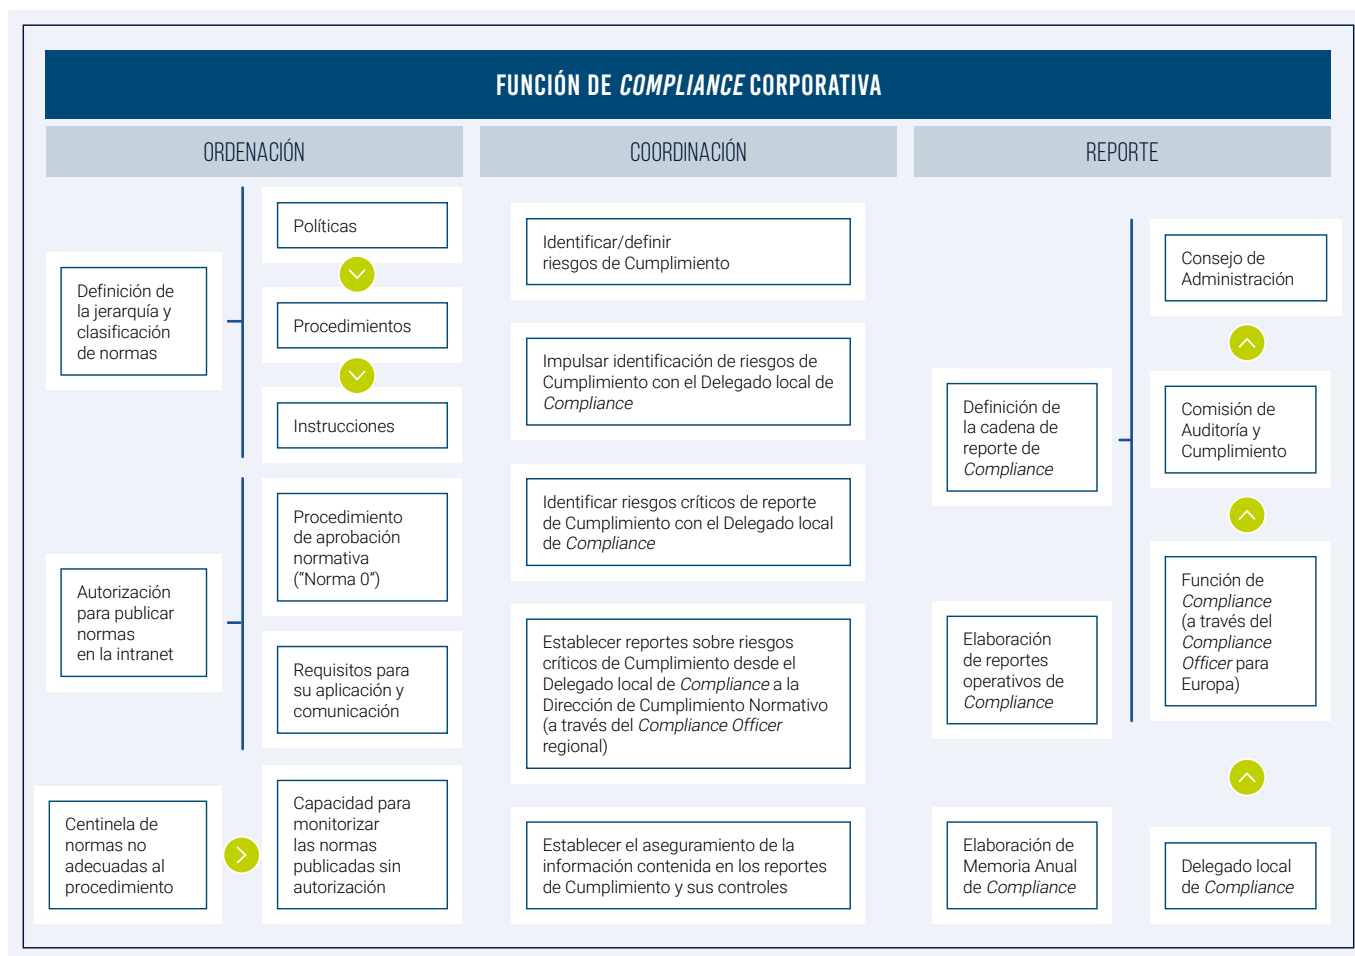 FUNCIÓN DE COMPLIANCE CORPORATIVA
ORDENACIÓN
Definición de
la jerarquía y
clasificación
de normas
Políticas
Procedimientos
Instrucciones
Autorización
para publicar
normas
en la intranet
Procedimiento
de aprobación
normativa
(“Norma 0”)
Requisitos para
su aplicación y
comunicación
Centinela de
normas no
adecuadas al
procedimiento
Capacidad para
monitorizar
las normas
publicadas sin
autorización
COORDINACIÓN
Identificar/definir
riesgos de Cumplimiento
Impulsar identificación de riesgos de
Cumplimiento con el Delegado local de
Compliance
Identificar riesgos críticos de reporte
de Cumplimiento con el Delegado local
de Compliance
Establecer reportes sobre riesgos
críticos de Cumplimiento desde el
Delegado local de Compliance a la
Dirección de Cumplimiento Normativo
(a través del Compliance Officer
regional)
Establecer el aseguramiento de la
información contenida en los reportes
de Cumplimiento y sus controles
REPORTE
Definición de
la cadena de
reporte de
Compliance
Elaboración
de reportes
operativos de
Compliance
Elaboración de
Memoria Anual
de Compliance
Consejo de
Administración
Comisión de
Auditoría y
Cumplimiento
Función de
Compliance
(a través del
Compliance
Officer para
Europa)
Delegado local
de Compliance